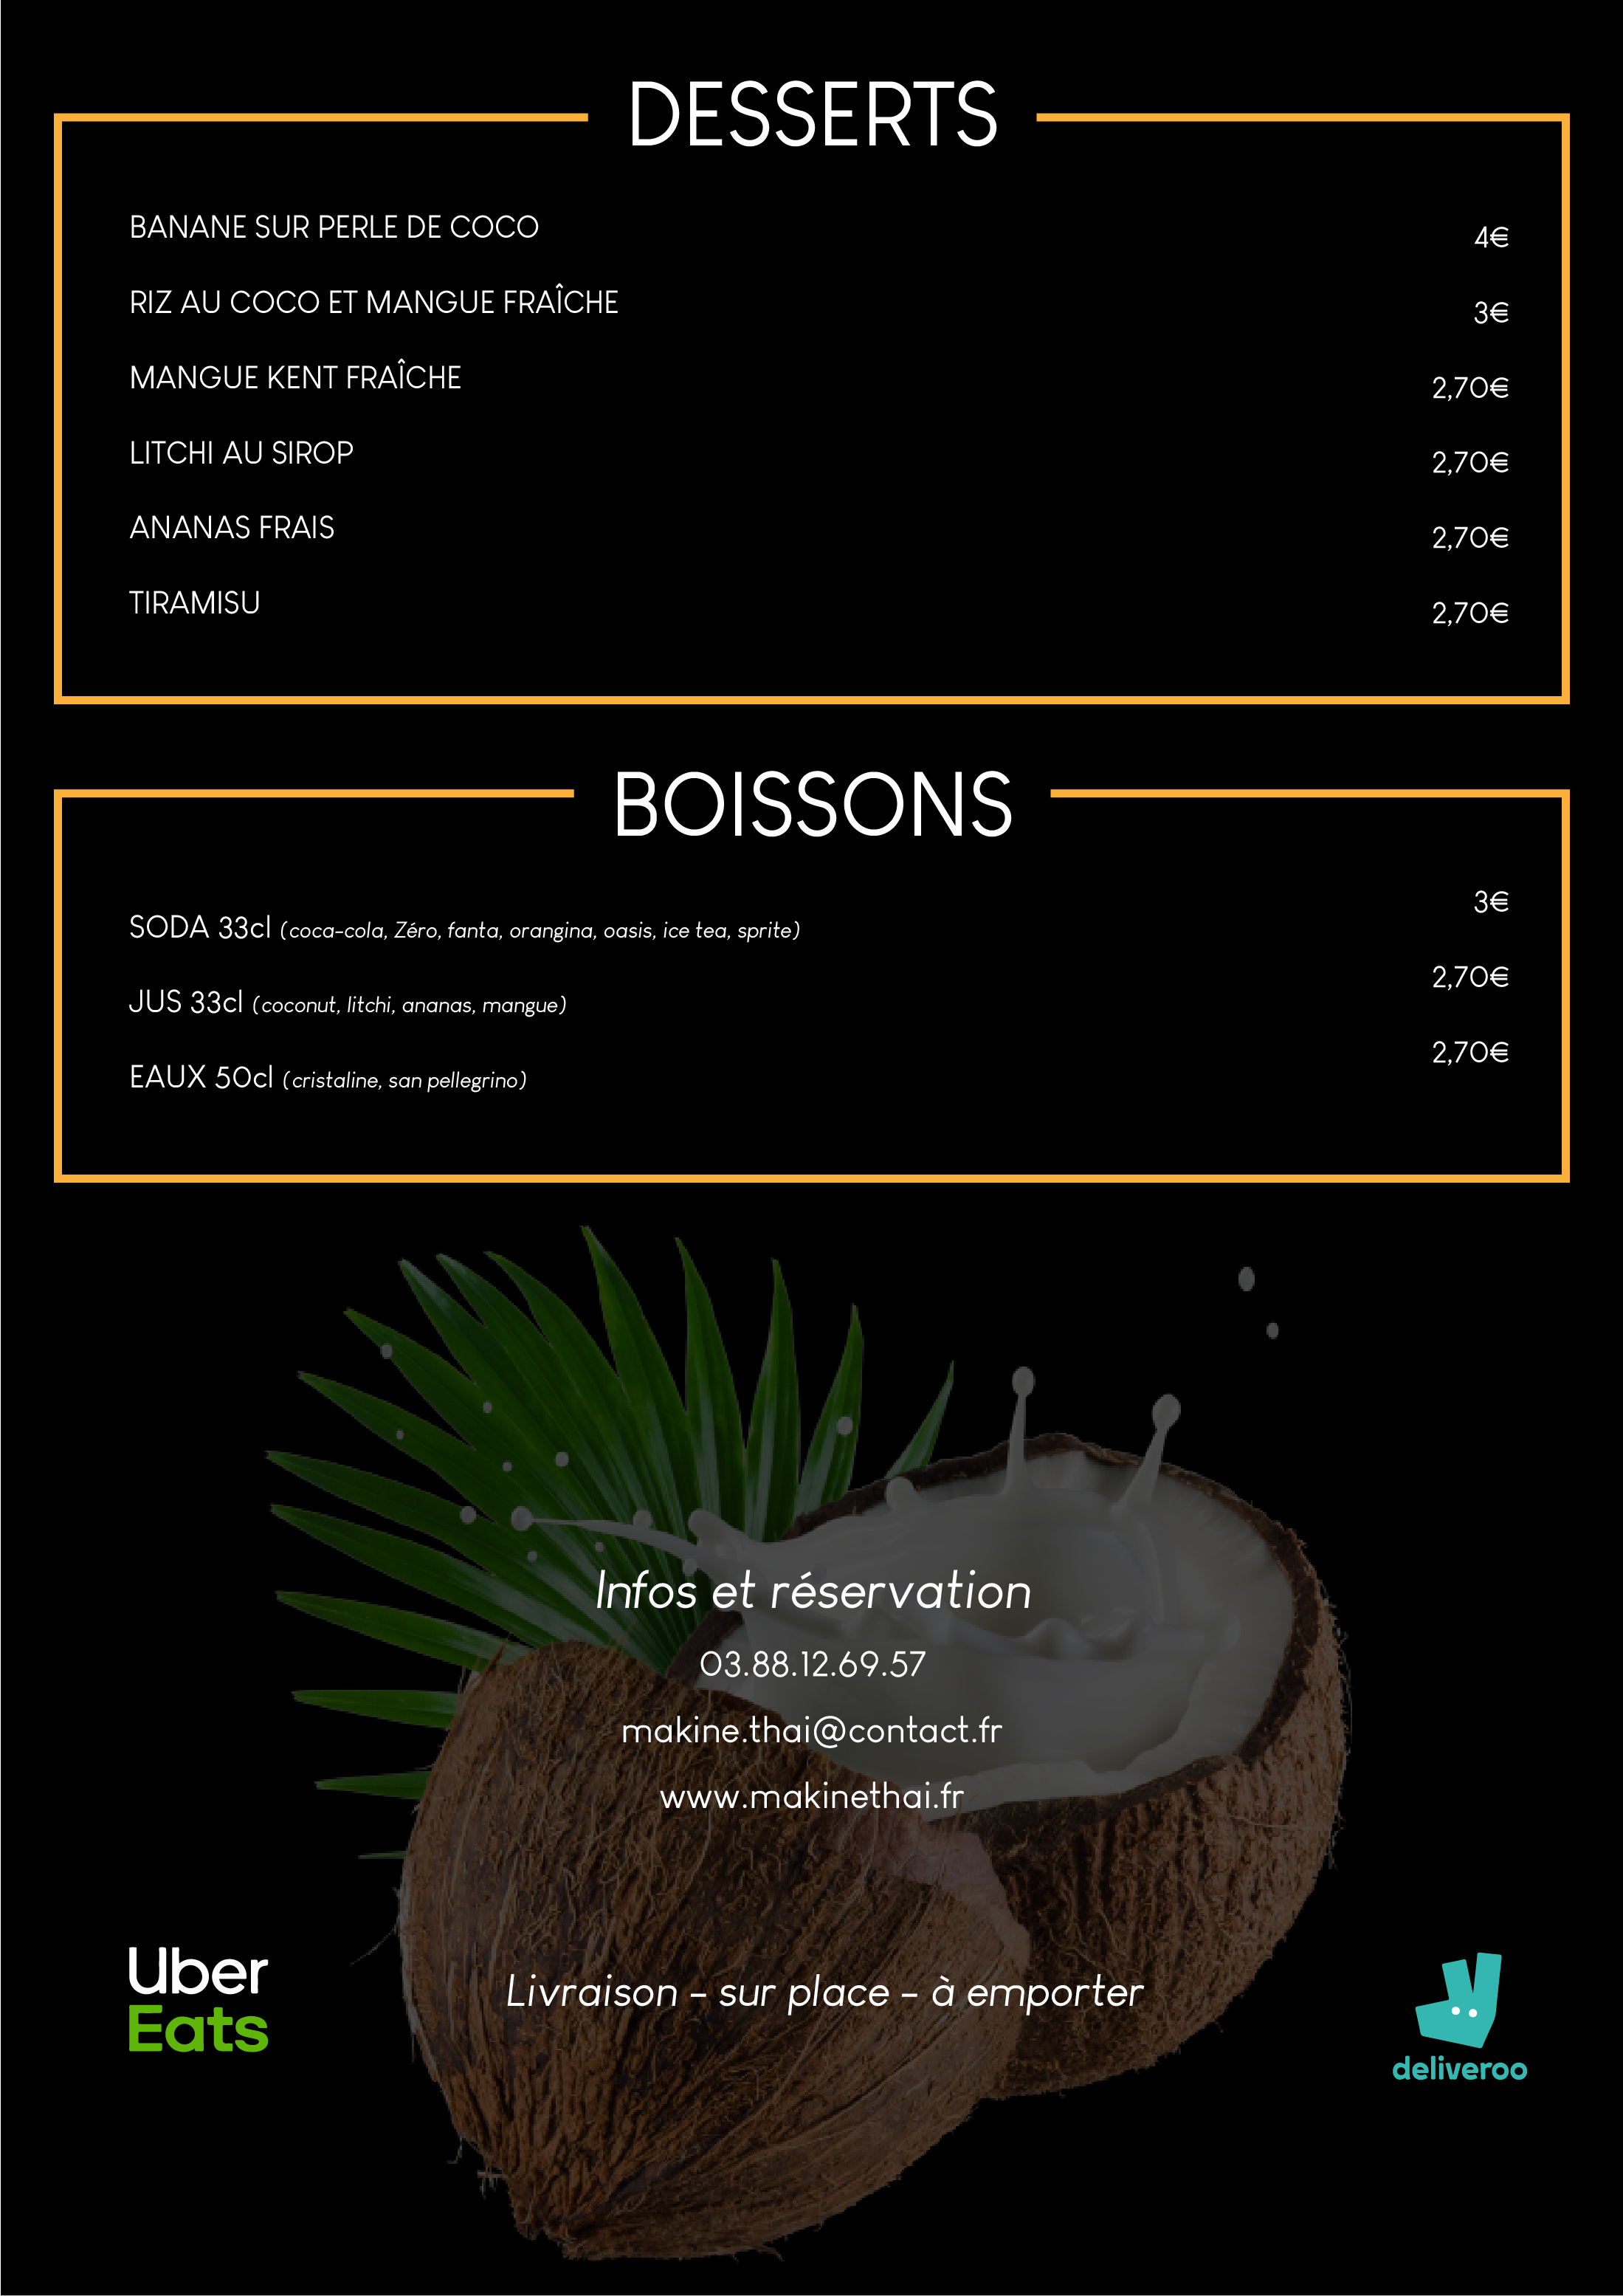 DESSERTS
BANANE SUR PERLE DE COCO 4€
RIZ AU COCO ET MANGUE FRAÎCHE 3€
MANGUE KENT FRAÎCHE 2,70€
LITCHI AU SIROP 2,70€
ANANAS FRAIS 2,70€
TIRAMISU 2,70€
BOISSONS
SODA 33cl (coca-cola, Zéro, fanta, orangina, oasis, ice tea, sprite) 3€
JUS 33cl (coconut, litchi, ananas, mangue) 2,70€
EAUX 50cl (cristaline, san pellegrino) 2,70€
Infos et réservation
03.88.12.69.57
makine.thai@contact.fr
www.makinethai.fr
Uber
Eats
Livraison - sur place - à emporter
deliveroo